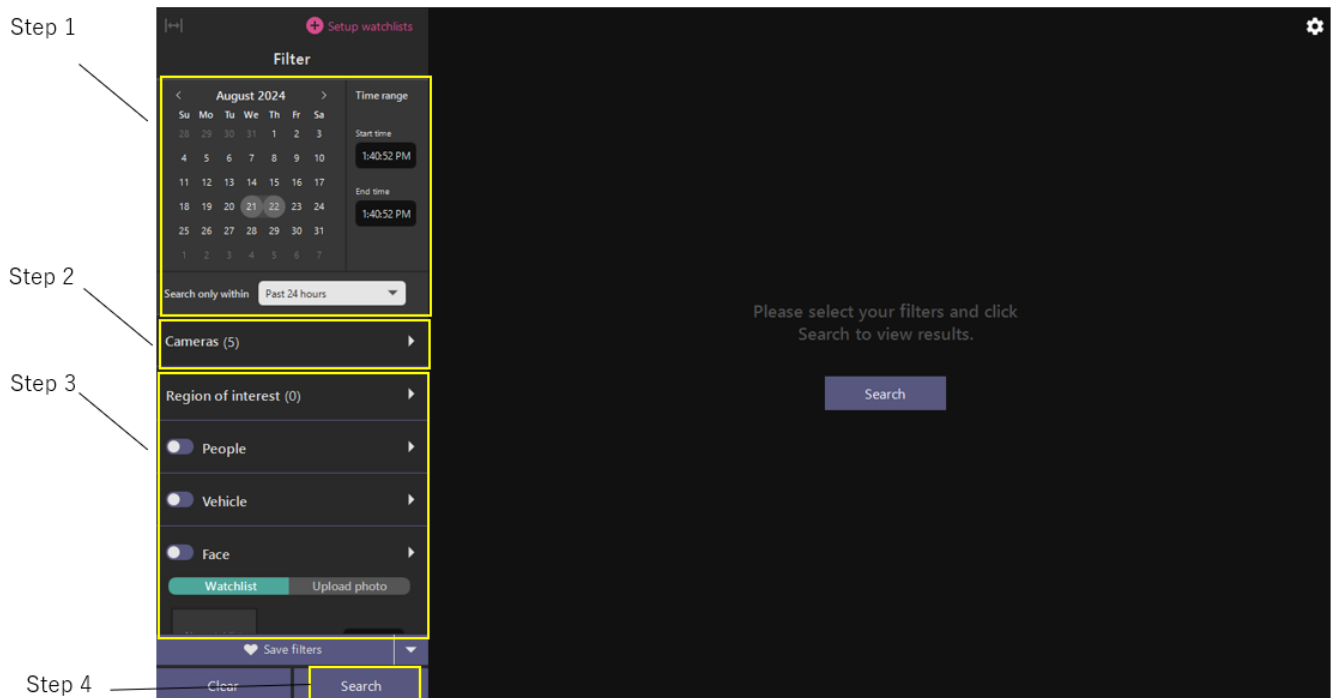 Step 1
Setup watchlists
Filter
August 2024
Time range
Su Mo Tu We Th Fr Sa
28 29 30 31 1 2 3
Start time
4 5 6 7 8 9 10
1:40:52 PM
11 12 13 14 15 16 17
End time
18 19 20 21 22 23 24
1:40:52 PM
25 26 27 28 29 30 31
1 2 3 4 5 6 7
Step 2
Search only within Past 24 hours
Cameras (5)
Step 3
Region of interest (0)
People
Vehicle
Face
Watchlist Upload photo
Save filters
Step 4
Clear Search
Please select your filters and click
Search to view results.
Search